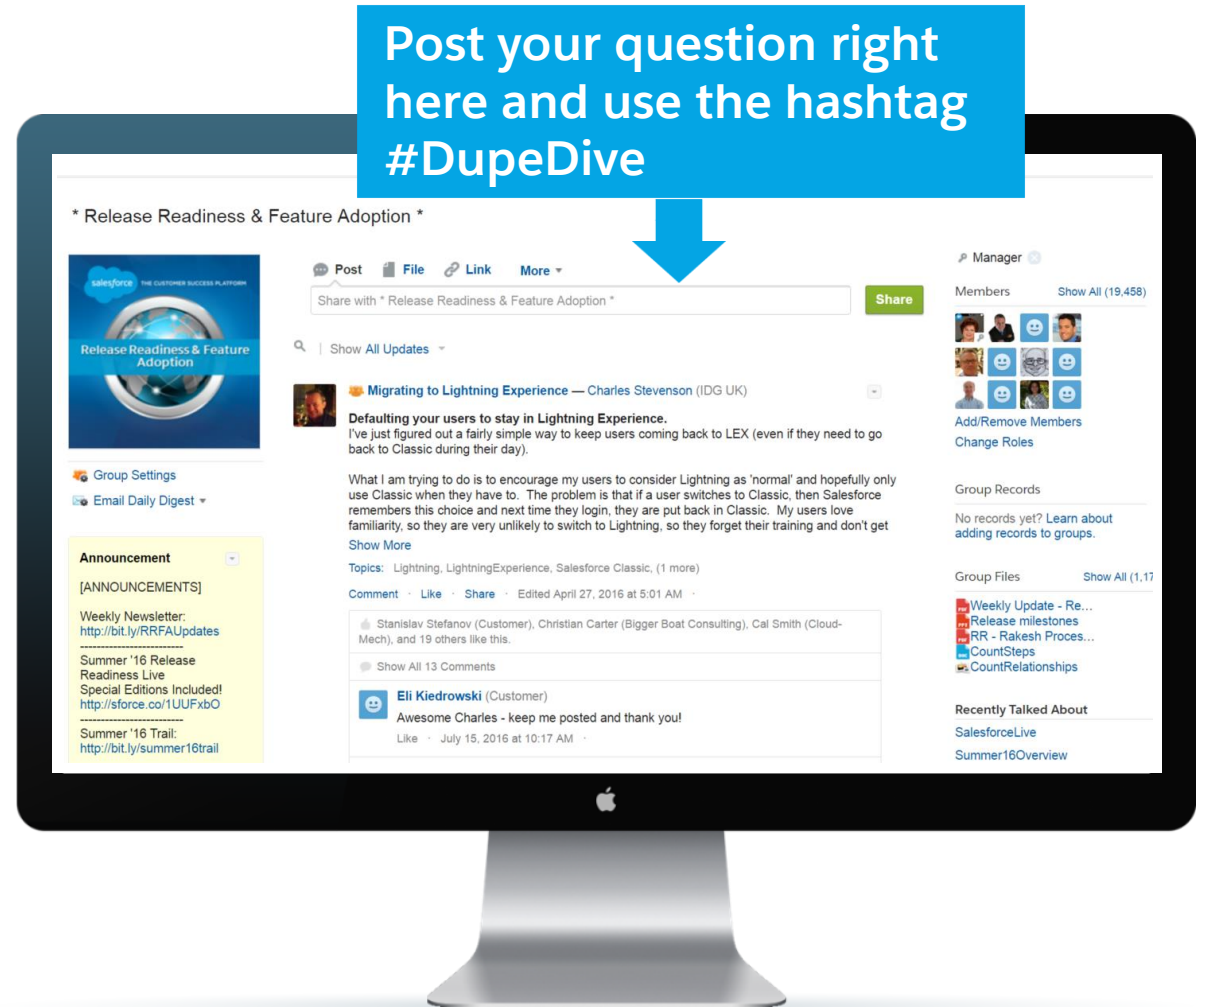 Post your question right
here and use the hashtag
#DupeDive
* Release Readiness & Feature Adoption *
salesforce THE CUSTOMER SUCCESS PLATFORM
Release Readiness & Feature
Adoption
Group Settings
Email Daily Digest
Announcement
[ANNOUNCEMENTS]
Weekly Newsletter:
http://bit.ly/RRFAUpdates
-------------------------
Summer '16 Release
Readiness Live
Special Editions Included!
http://sforce.co/1UUFxbO
-------------------------
Summer '16 Trail:
http://bit.ly/summer16trail
Post File Link More
Share with * Release Readiness & Feature Adoption * Share
Show All Updates
Migrating to Lightning Experience — Charles Stevenson (IDG UK)
Defaulting your users to stay in Lightning Experience.
I've just figured out a fairly simple way to keep users coming back to LEX (even if they need to go
back to Classic during their day).
What I am trying to do is to encourage my users to consider Lightning as 'normal' and hopefully only
use Classic when they have to. The problem is that if a user switches to Classic, then Salesforce
remembers this choice and next time they login, they are put back in Classic. My users love
familiarity, so they are very unlikely to switch to Lightning, so they forget their training and don't get
Show More
Topics: Lightning, LightningExperience, Salesforce Classic, (1 more)
Comment · Like · Share · Edited April 27, 2016 at 5:01 AM ·
Stanislav Stefanov (Customer), Christian Carter (Bigger Boat Consulting), Cal Smith (Cloud-
Mech), and 19 others like this.
Show All 13 Comments
Eli Kiedrowski (Customer)
Awesome Charles - keep me posted and thank you!
Like · July 15, 2016 at 10:17 AM ·
Manager
Members Show All (19,458)
Add/Remove Members
Change Roles
Group Records
No records yet? Learn about
adding records to groups.
Group Files Show All (1,17
Weekly Update - Re...
Release milestones
RR - Rakesh Proces...
CountSteps
CountRelationships
Recently Talked About
SalesforceLive
Summer16Overview